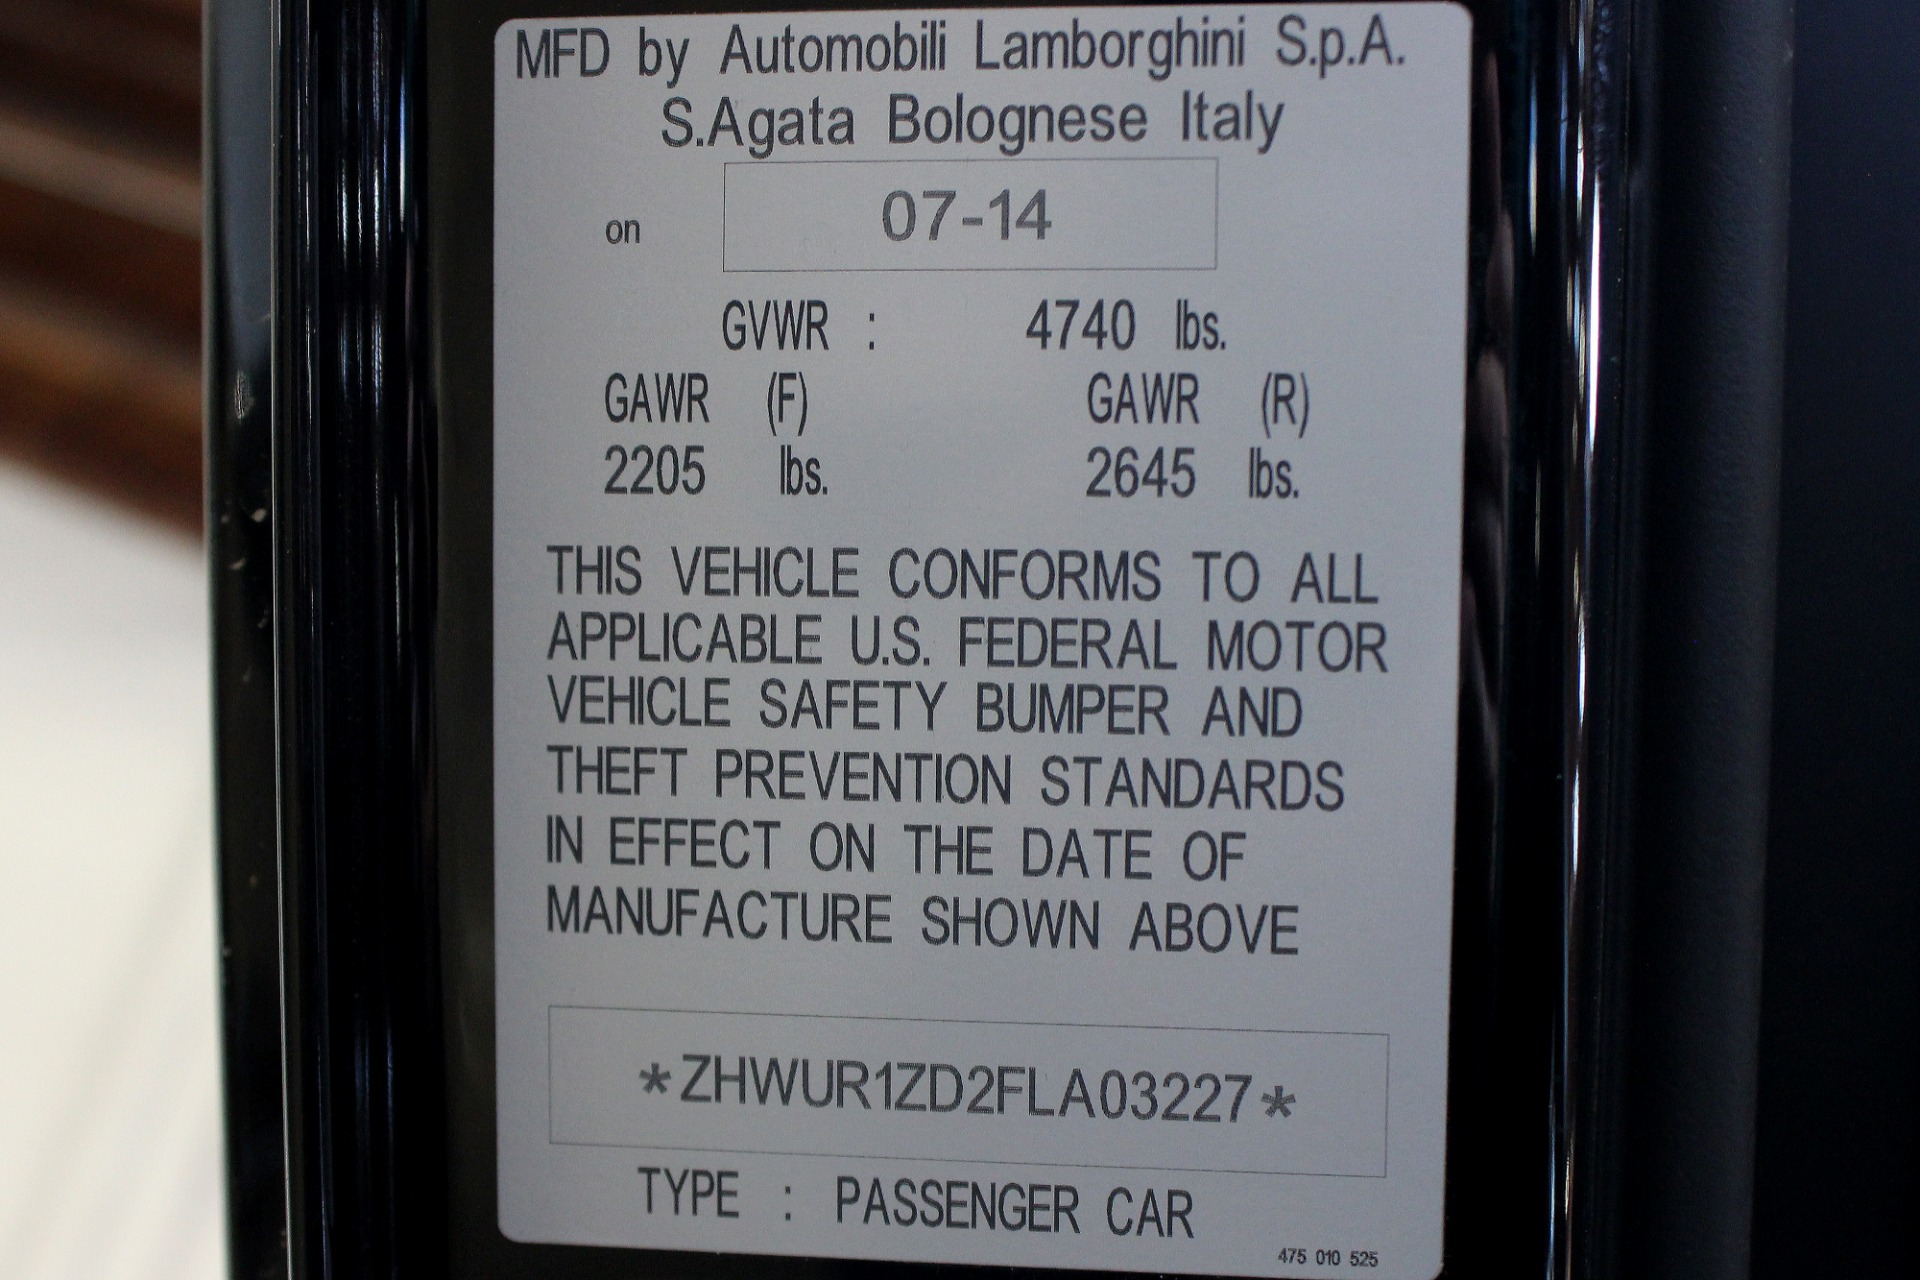 MFD by Automobili Lamborghini S.p.A.
S.Agata Bolognese Italy
on 07-14
GVWR : 4740 lbs.
GAWR (F) GAWR (R)
2205 lbs. 2645 lbs.
THIS VEHICLE CONFORMS TO ALL
APPLICABLE U.S. FEDERAL MOTOR
VEHICLE SAFETY BUMPER AND
THEFT PREVENTION STANDARDS
IN EFFECT ON THE DATE OF
MANUFACTURE SHOWN ABOVE
*ZHWUR1ZD2FLA03227*
TYPE : PASSENGER CAR
475 010 525